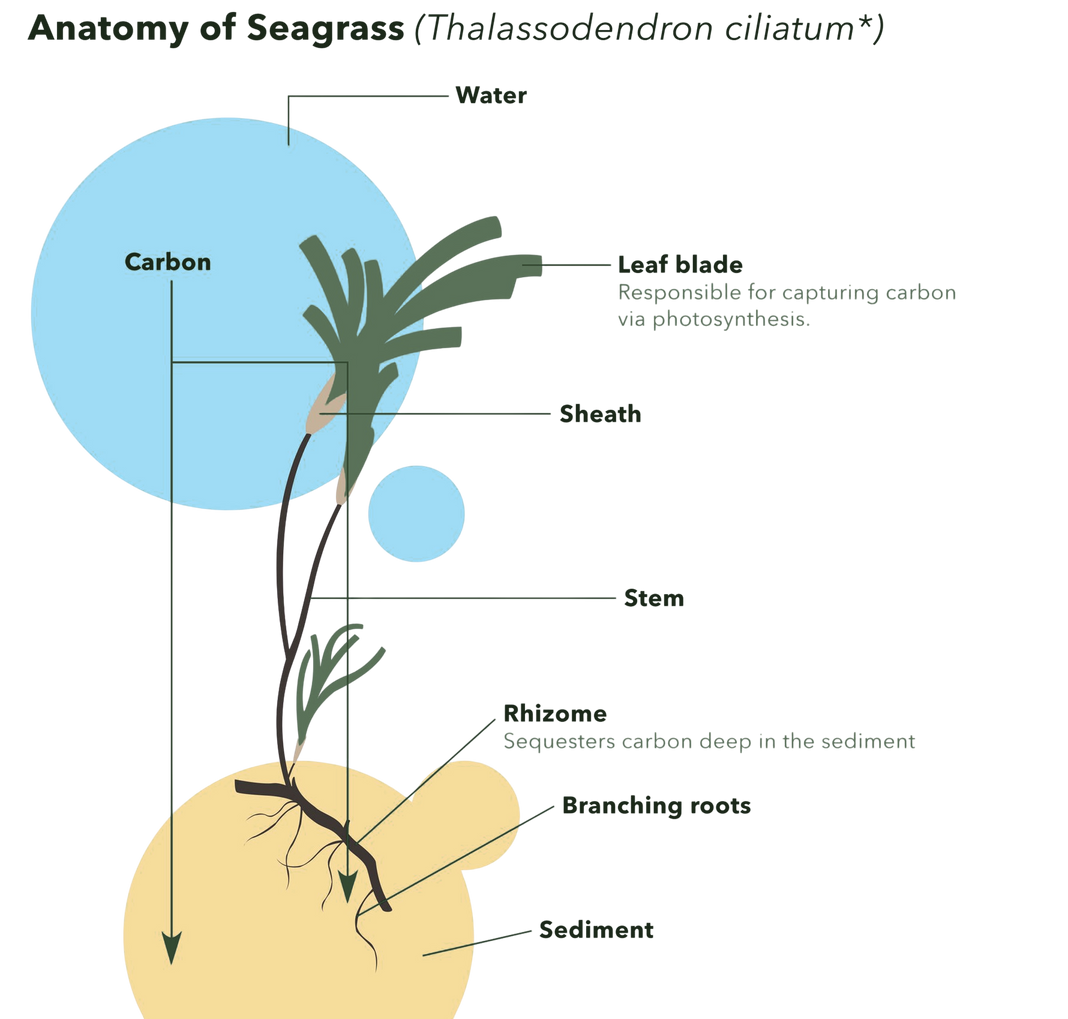 Anatomy of Seagrass (Thalassodendron ciliatum*)
Water
Carbon
Leaf blade
Responsible for capturing carbon
via photosynthesis.
Sheath
Stem
Rhizome
Sequesters carbon deep in the sediment
Branching roots
Sediment